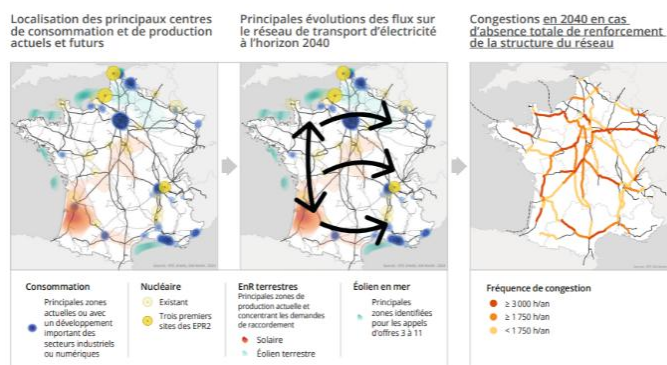 Localisation des principaux centres
de consommation et de production
actuels et futurs
Principales évolutions des flux sur
le réseau de transport d'électricité
à l'horizon 2040
Congestions en 2040 en cas
d'absence totale de renforcement
de la structure du réseau
Consommation
Principales zones
actuelles ou avec
un développement
important des
secteurs industriels
ou numériques
Nucléaire
Existant
Trois premiers
sites des EPR2
EnR terrestres
Principales zones de
production actuelle et
concentrant les demandes
de raccordement
Solaire
Éolien terrestre
Éolien en mer
Principales
zones identifiées
pour les appels
d'offres 3 à 11
Fréquence de congestion
≥ 3 000 h/an
≥ 1 750 h/an
< 1 750 h/an